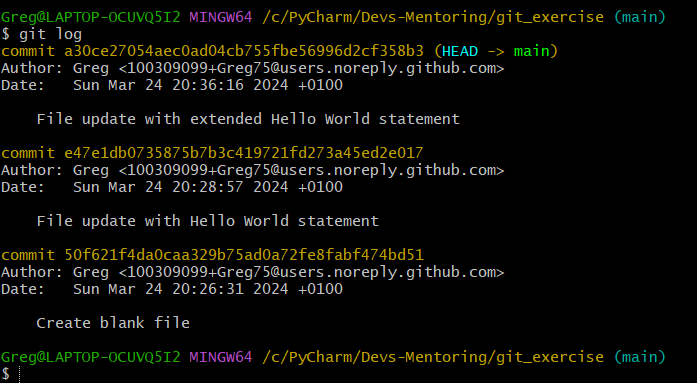 Greg@LAPTOP-OCUVQ5I2 MINGW64 /c/PyCharm/Devs-Mentoring/git_exercise (main)
$ git log
commit a30ce27054aec0ad04cb755fbe56996d2cf358b3 (HEAD -> main)
Author: Greg <100309099+Greg75@users.noreply.github.com>
Date:   Sun Mar 24 20:36:16 2024 +0100

    File update with extended Hello World statement

commit e47e1db0735875b7b3c419721fd273a45ed2e017
Author: Greg <100309099+Greg75@users.noreply.github.com>
Date:   Sun Mar 24 20:28:57 2024 +0100

    File update with Hello World statement

commit 50f621f4da0caa329b75ad0a72fe8fabf474bd51
Author: Greg <100309099+Greg75@users.noreply.github.com>
Date:   Sun Mar 24 20:26:31 2024 +0100

    Create blank file

Greg@LAPTOP-OCUVQ5I2 MINGW64 /c/PyCharm/Devs-Mentoring/git_exercise (main)
$